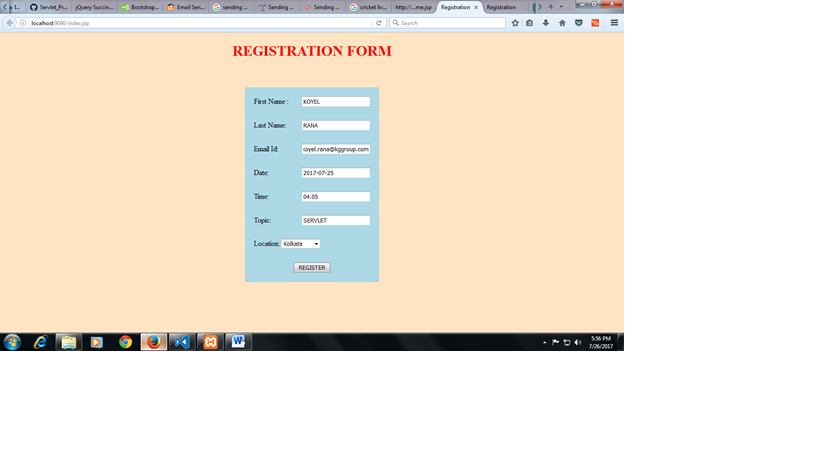 Servlet_Pr...
jQuery Succin...
Bootstrap...
Email Sen...
sending ...
Sending ...
Sending ...
cricket liv...
http://...me.jsp
Registration
Registration
localhost:9090/index.jsp
Search
REGISTRATION FORM
First Name :
KOYEL
Last Name:
RANA
Email Id:
koyel.rana@kggroup.com
Date:
2017-07-25
Time:
04.05
Topic:
SERVLET
Location:
Kolkata
REGISTER
5:56 PM
7/26/2017